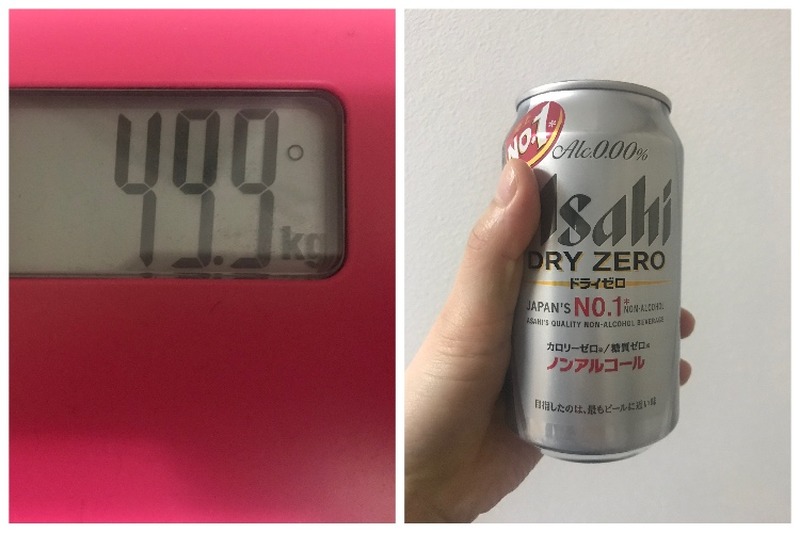 49.9
kg
NO.1*
Alc.0.00%
Asahi
DRY ZERO
ドライゼロ
JAPAN'S NO.1* NON-ALCOHOL
ASAHI'S QUALITY NON-ALCOHOL BEVERAGE
カロリーゼロ※/糖質ゼロ※
ノンアルコール
目指したのは、最もビールに近い味